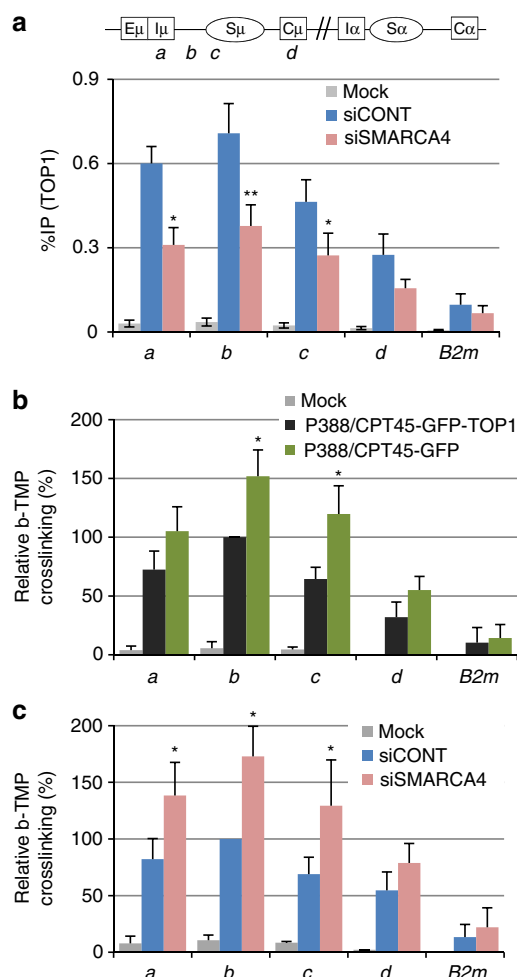 a
Eμ Iμ Sμ Cμ // Iα Sα Cα
a b c d
%IP (TOP1)
0.9
0.6
0.3
0
Mock
siCONT
siSMARCA4
* ** *
a b c d B2m
b
Relative b-TMP
crosslinking (%)
200
150
100
50
0
Mock
P388/CPT45-GFP-TOP1
P388/CPT45-GFP
* *
a b c d B2m
c
Relative b-TMP
crosslinking (%)
200
150
100
50
0
Mock
siCONT
siSMARCA4
* * *
a b c d B2m